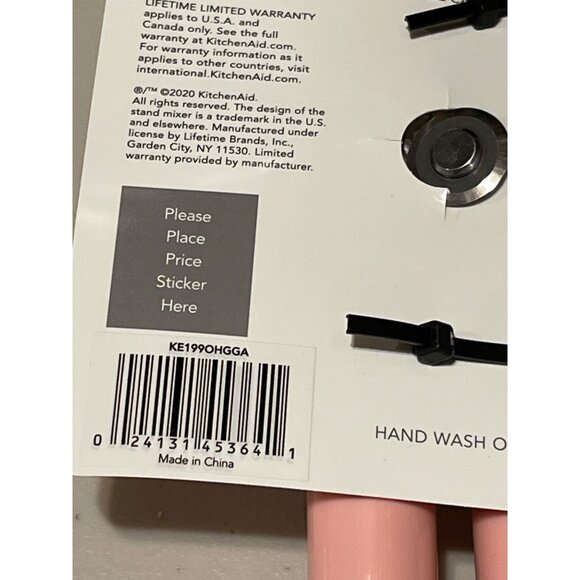 LIFETIME LIMITED WARRANTY
applies to U.S.A. and
Canada only. See the full
warranty at KitchenAid.com.
For warranty information as it
applies to other countries, visit
international.KitchenAid.com.
®/™ ©2020 KitchenAid.
All rights reserved. The design of the
stand mixer is a trademark in the U.S.
and elsewhere. Manufactured under
license by Lifetime Brands, Inc.,
Garden City, NY 11530. Limited
warranty provided by manufacturer.
Please
Place
Price
Sticker
Here
KE199OHGGA
0 24131 45364 1
Made in China
HAND WASH O